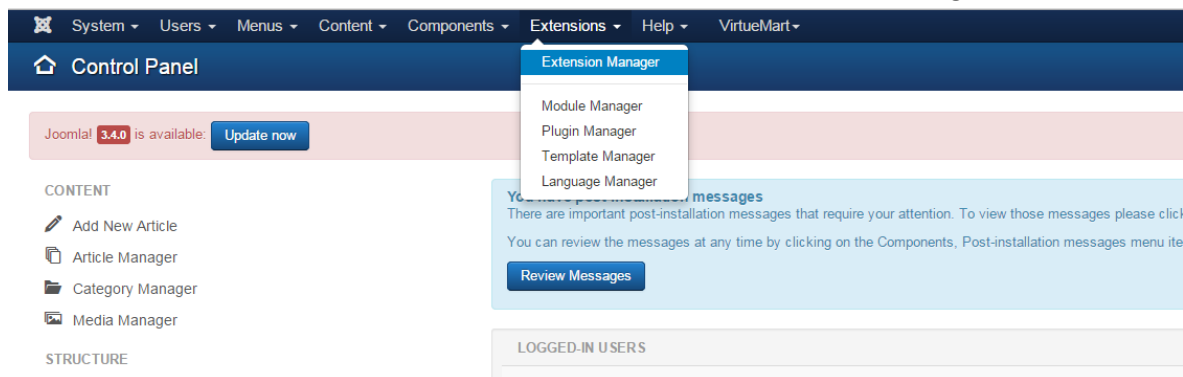 System Users Menus Content Components Extensions Help VirtueMart
Control Panel
Extension Manager
Module Manager
Plugin Manager
Template Manager
Language Manager
Joomla! 3.4.0 is available: Update now
CONTENT
Add New Article
Article Manager
Category Manager
Media Manager
STRUCTURE
You have post-installation messages
There are important post-installation messages that require your attention. To view those messages please clic
You can review the messages at any time by clicking on the Components, Post-installation messages menu ite
Review Messages
LOGGED-IN USERS